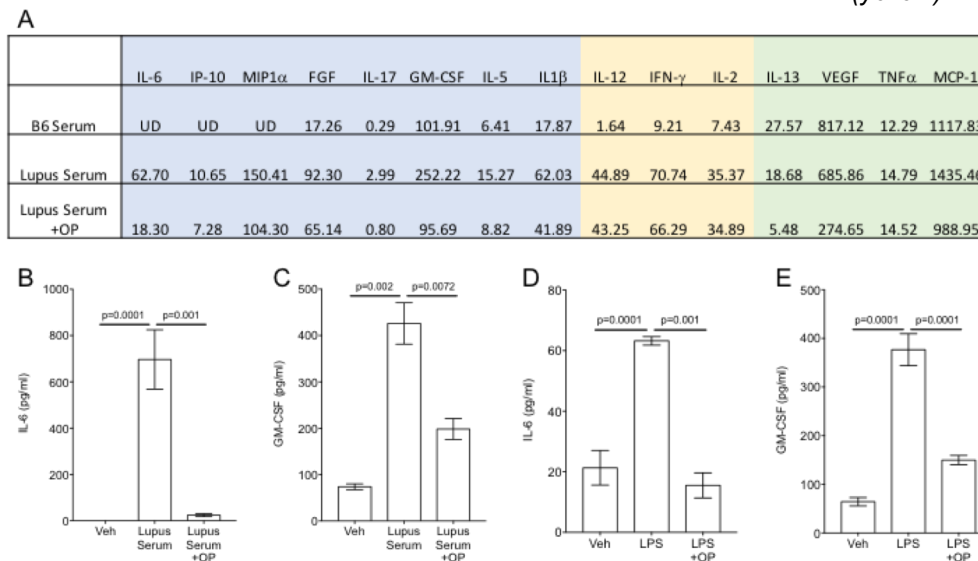 A
IL-6 IP-10 MIP1α FGF IL-17 GM-CSF IL-5 IL1β IL-12 IFN-γ IL-2 IL-13 VEGF TNFα MCP-1
B6 Serum UD UD UD 17.26 0.29 101.91 6.41 17.87 1.64 9.21 7.43 27.57 817.12 12.29 1117.83
Lupus Serum 62.70 10.65 150.41 92.30 2.99 252.22 15.27 62.03 44.89 70.74 35.37 18.68 685.86 14.79 1435.46
Lupus Serum
+OP 18.30 7.28 104.30 65.14 0.80 95.69 8.82 41.89 43.25 66.29 34.89 5.48 274.65 14.52 988.95
B
1000
800
600
400
200
0
IL-6 (pg/ml)
p=0.0001 p=0.001
Veh
Lupus
Serum
Lupus
Serum
+OP
C
500
400
300
200
100
0
GM-CSF (pg/ml)
p=0.002 p=0.0072
Veh
Lupus
Serum
Lupus
Serum
+OP
D
80
60
40
20
0
IL-6 (pg/ml)
p=0.0001 p=0.001
Veh
LPS
LPS
+OP
E
500
400
300
200
100
0
GM-CSF (pg/ml)
p=0.0001 p=0.0001
Veh
LPS
LPS
+OP